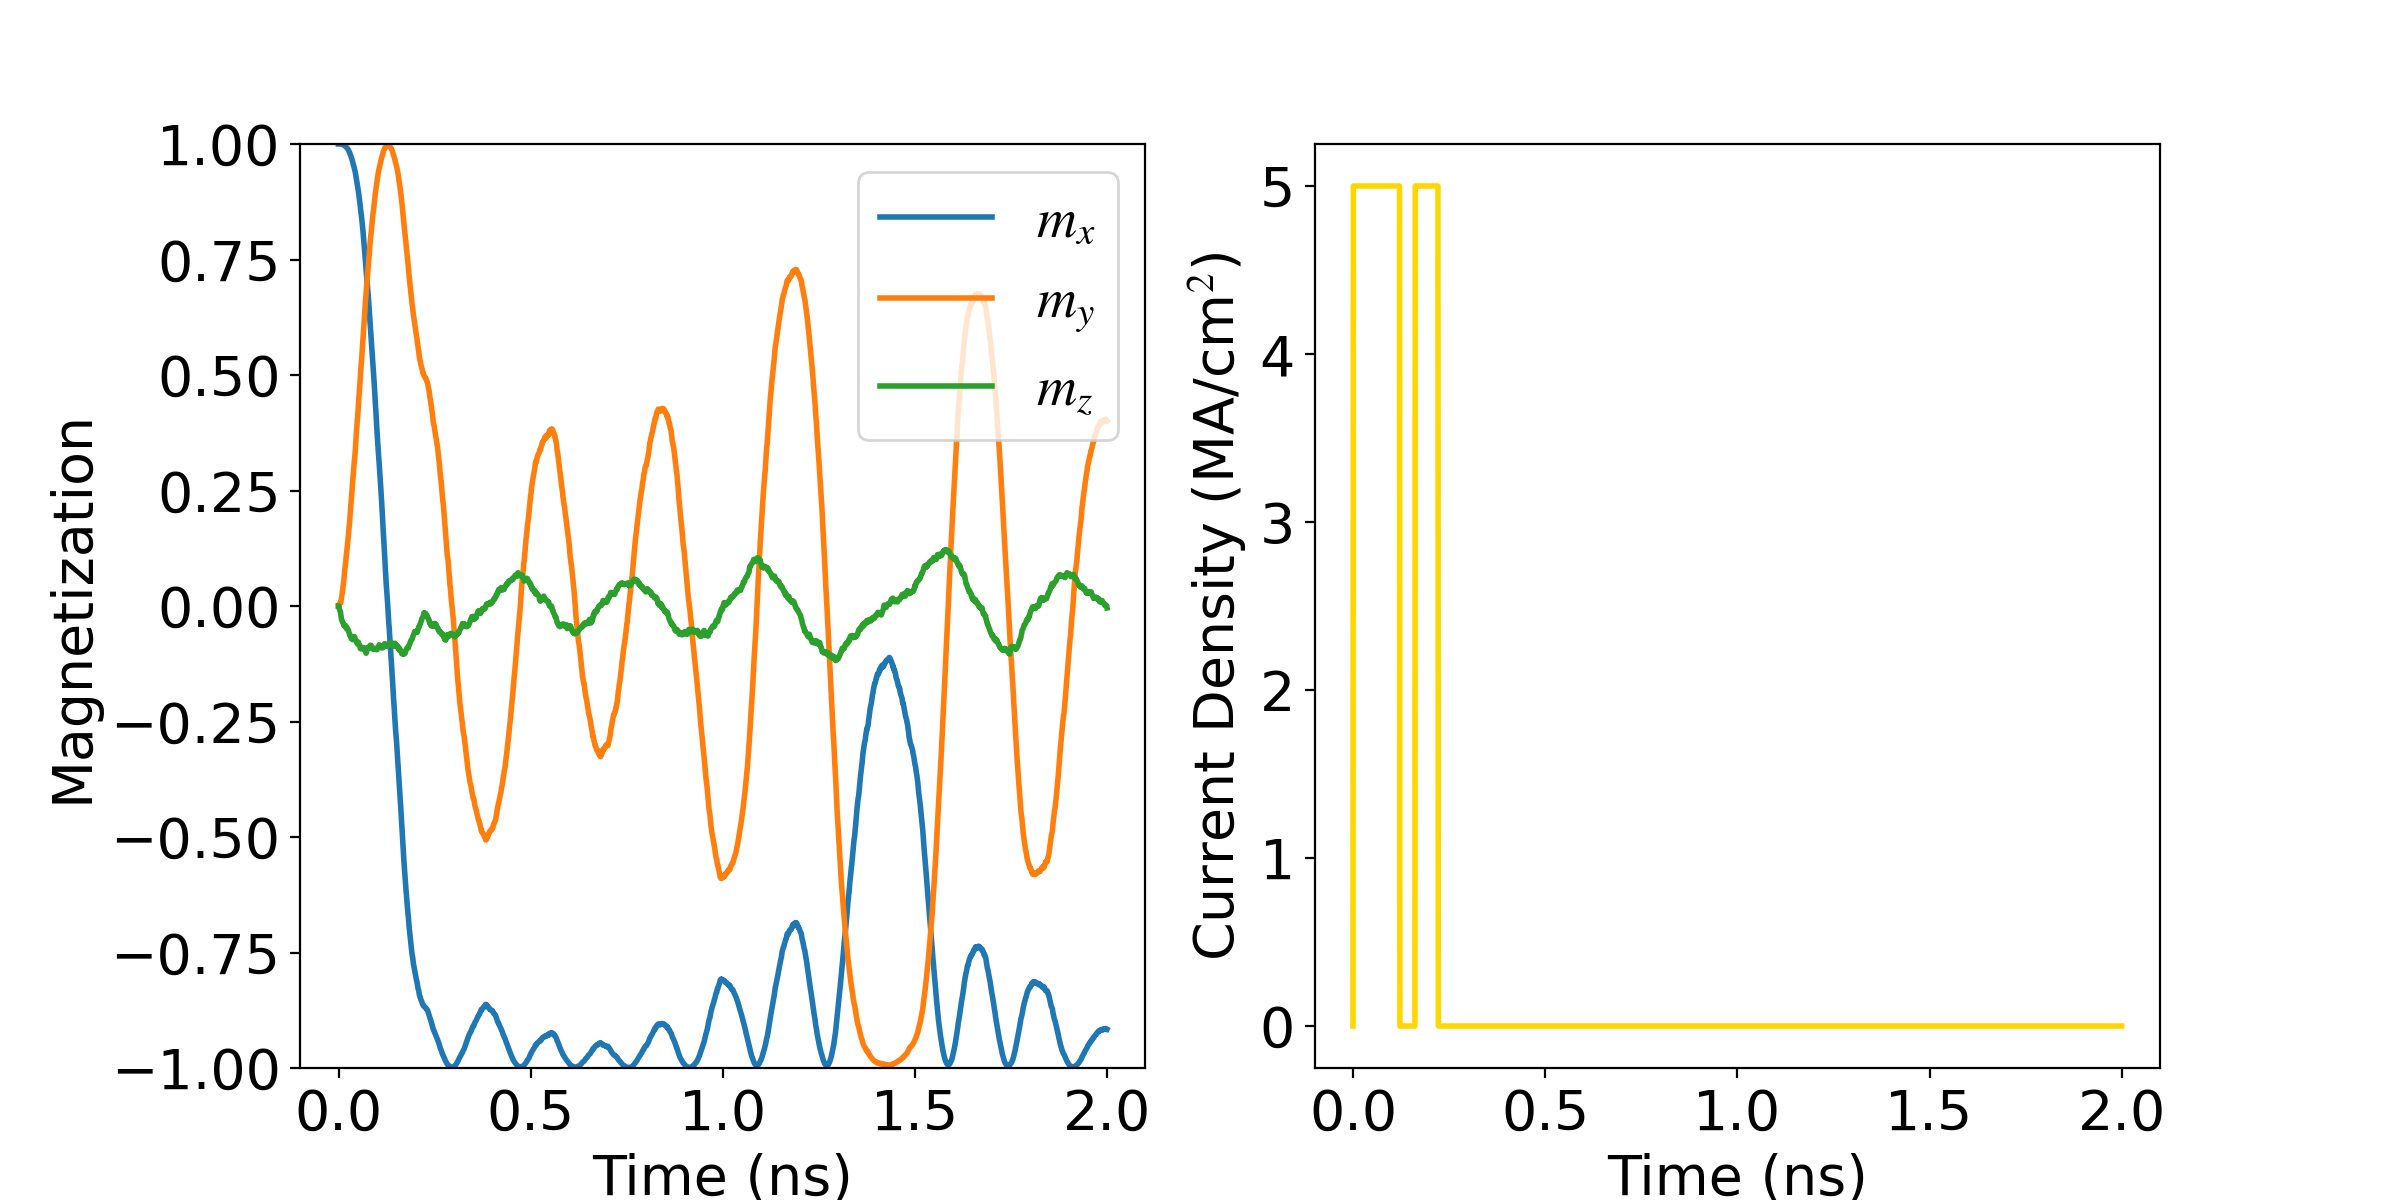 1.00
0.75
0.50
0.25
0.00
−0.25
−0.50
−0.75
−1.00
Magnetization
0.0 0.5 1.0 1.5 2.0
Time (ns)
m_x
m_y
m_z
5
4
3
2
1
0
Current Density (MA/cm²)
0.0 0.5 1.0 1.5 2.0
Time (ns)